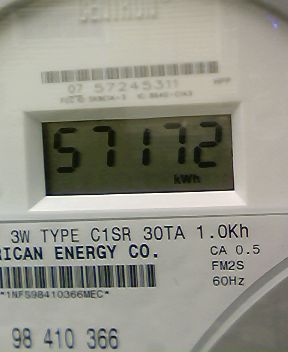 CENTRON
07 57245311
57172
kWh
3W TYPE C1SR 30TA 1.0Kh
RICAN ENERGY CO.
CA 0.5
FM2S
60Hz
*1NFS98410366MEC*
98 410 366